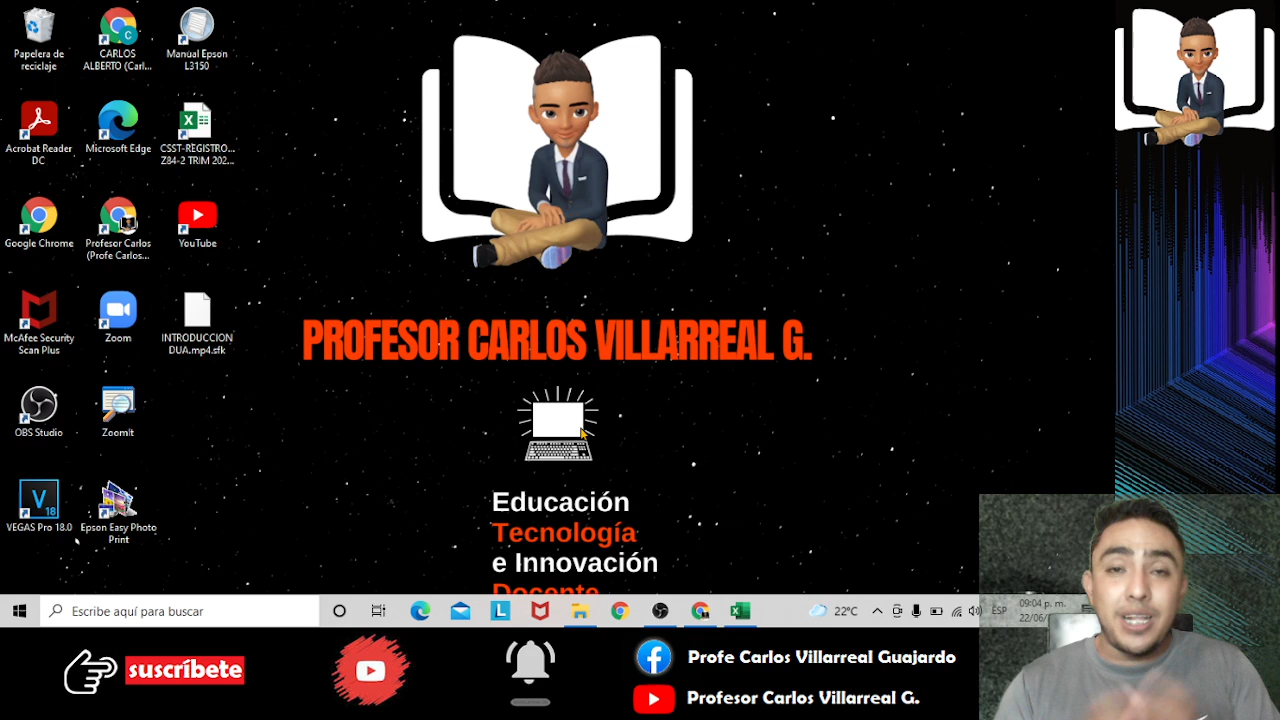 Papelera de
reciclaje
CARLOS
ALBERTO (Carl...
Manual Epson
L3150
Acrobat Reader
DC
Microsoft Edge
CSST-REGISTRO...
Z84-2 TRIM 202...
Google Chrome
Profesor Carlos
(Profe Carlos...
YouTube
McAfee Security
Scan Plus
Zoom
INTRODUCCION
DUA.mp4.sfk
OBS Studio
ZoomIt
VEGAS Pro 18.0
Epson Easy Photo
Print
PROFESOR CARLOS VILLARREAL G.
Educación
Tecnología
e Innovación
Docente
Escribe aquí para buscar
22°C
ESP
09:04 p. m.
22/06/
suscríbete
Profe Carlos Villarreal Guajardo
Profesor Carlos Villarreal G.